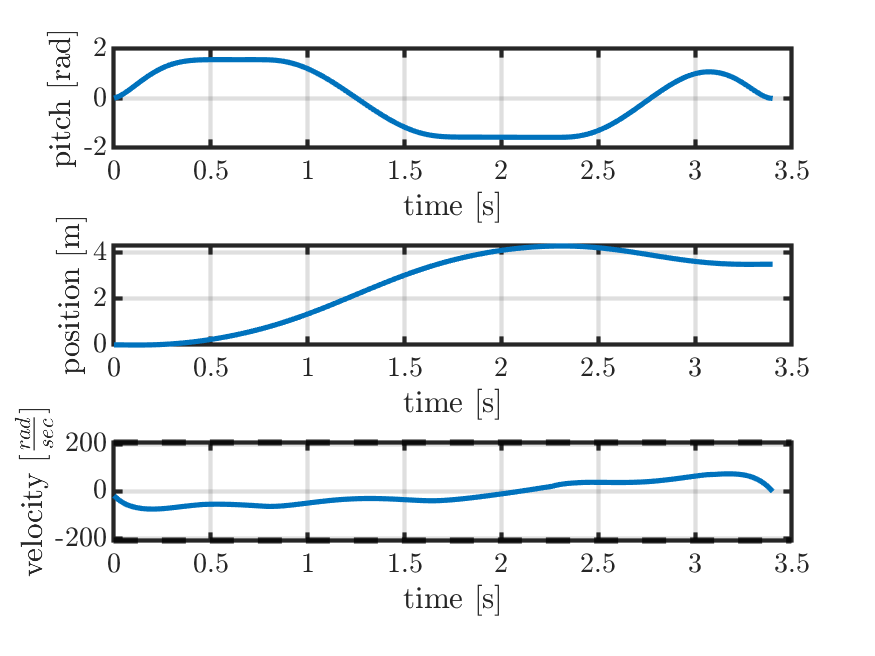 pitch [rad]
2
0
-2
0 0.5 1 1.5 2 2.5 3 3.5
time [s]
position [m]
4
2
0
0 0.5 1 1.5 2 2.5 3 3.5
time [s]
velocity [rad/sec]
200
0
-200
0 0.5 1 1.5 2 2.5 3 3.5
time [s]